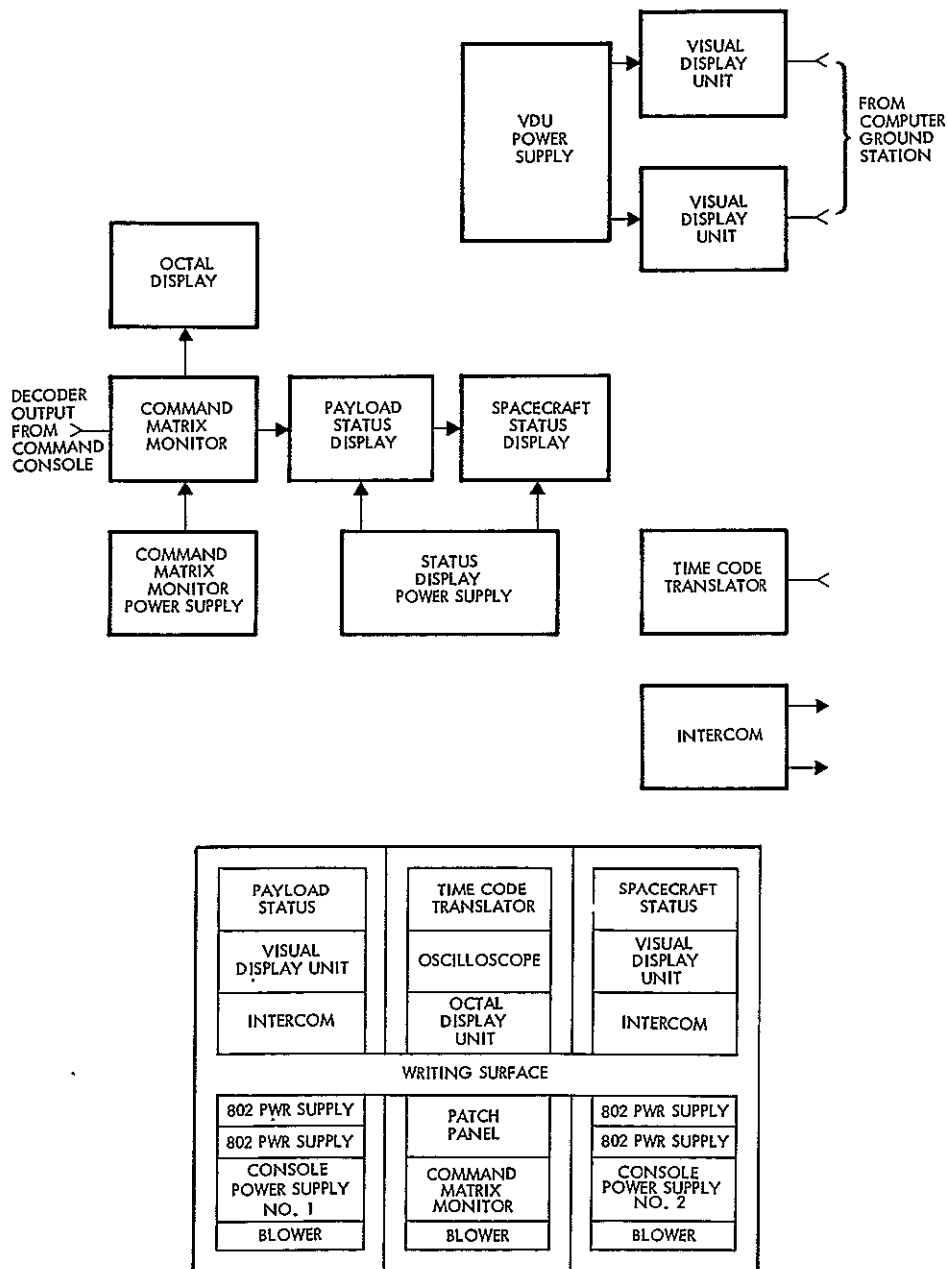 VISUAL
DISPLAY
UNIT
VDU
POWER
SUPPLY
FROM
COMPUTER
GROUND
STATION
VISUAL
DISPLAY
UNIT
OCTAL
DISPLAY
DECODER
OUTPUT
FROM
COMMAND
CONSOLE
COMMAND
MATRIX
MONITOR
PAYLOAD
STATUS
DISPLAY
SPACECRAFT
STATUS
DISPLAY
COMMAND
MATRIX
MONITOR
POWER SUPPLY
STATUS
DISPLAY
POWER SUPPLY
TIME CODE
TRANSLATOR
INTERCOM
PAYLOAD
STATUS
TIME CODE
TRANSLATOR
SPACECRAFT
STATUS
VISUAL
DISPLAY UNIT
OSCILLOSCOPE
VISUAL
DISPLAY
UNIT
INTERCOM
OCTAL
DISPLAY
UNIT
INTERCOM
WRITING SURFACE
802 PWR SUPPLY
802 PWR SUPPLY
CONSOLE
POWER SUPPLY
NO. 1
BLOWER
PATCH
PANEL
COMMAND
MATRIX
MONITOR
BLOWER
802 PWR SUPPLY
802 PWR SUPPLY
CONSOLE
POWER SUPPLY
NO. 2
BLOWER